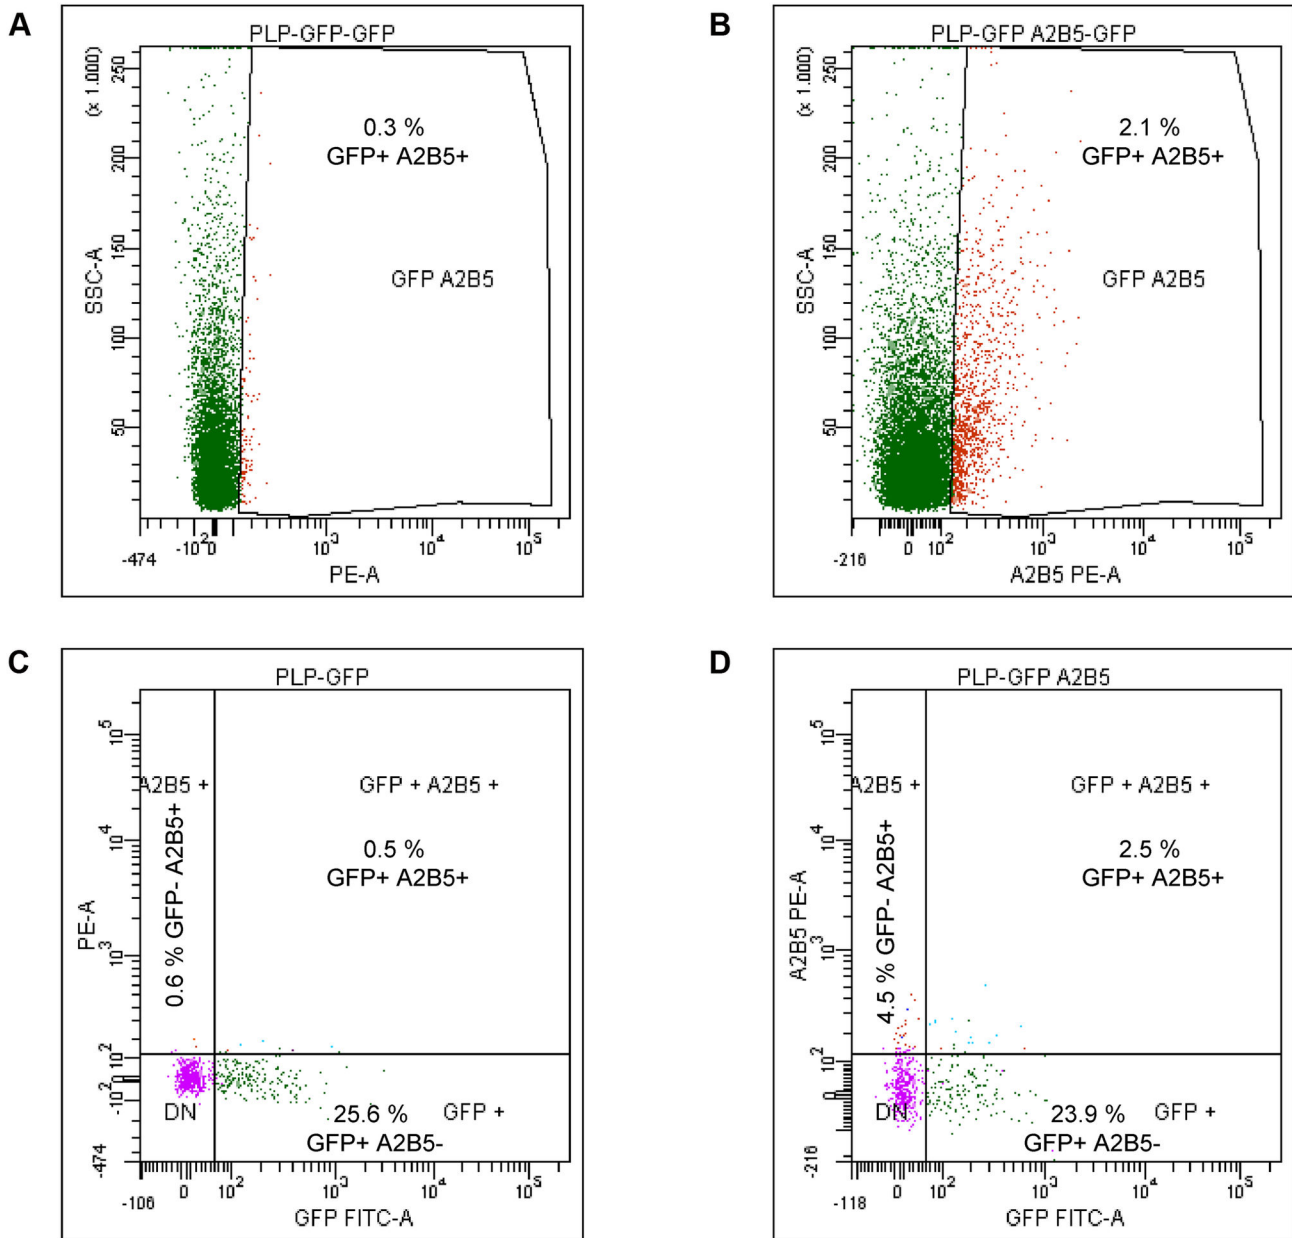 A
PLP-GFP-GFP
(x 1.000)
250
200
150
100
50
SSC-A
0.3 %
GFP+ A2B5+
GFP A2B5
-474
-10² 0
10³
10⁴
10⁵
PE-A
B
PLP-GFP A2B5-GFP
(x 1.000)
250
200
150
100
50
SSC-A
2.1 %
GFP+ A2B5+
GFP A2B5
-216
0
10²
10³
10⁴
10⁵
A2B5 PE-A
C
PLP-GFP
10⁵
10⁴
10³
10²
0
-10²
-474
PE-A
A2B5 +
0.6 % GFP- A2B5+
GFP + A2B5 +
0.5 %
GFP+ A2B5+
DN
25.6 %
GFP+ A2B5-
GFP +
-106
0
10²
10³
10⁴
10⁵
GFP FITC-A
D
PLP-GFP A2B5
10⁵
10⁴
10³
10²
0
-216
A2B5 PE-A
A2B5 +
4.5 % GFP- A2B5+
GFP + A2B5 +
2.5 %
GFP+ A2B5+
DN
23.9 %
GFP+ A2B5-
GFP +
-118
0
10²
10³
10⁴
10⁵
GFP FITC-A